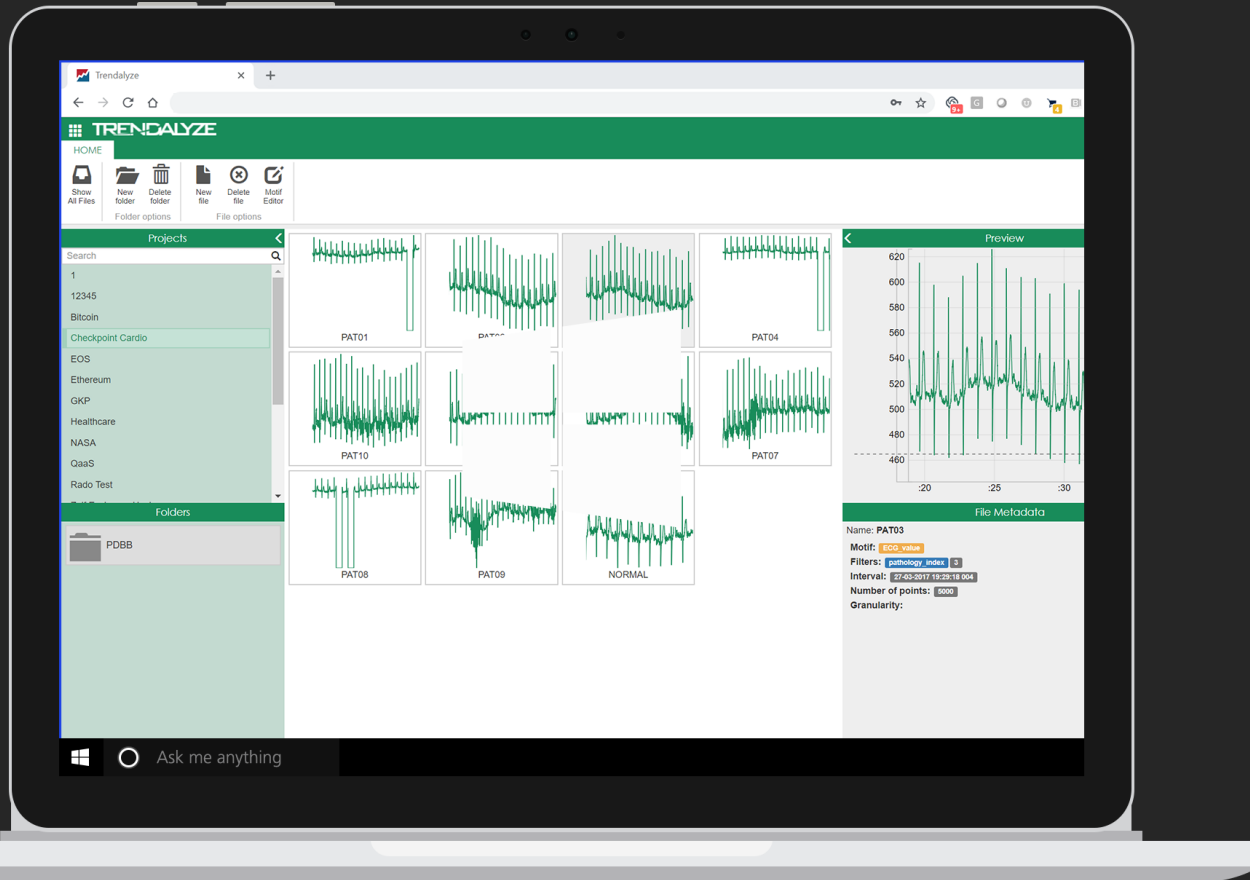 Trendalyze
9+
G
4
TRENDALYZE
HOME
Show All Files
New folder
Delete folder
New file
Delete file
Motif Editor
Folder options
File options
Projects
Search
1
12345
Bitcoin
Checkpoint Cardio
EOS
Ethereum
GKP
Healthcare
NASA
QaaS
Rado Test
Folders
PDBB
PAT01
PAT04
PAT10
PAT07
PAT08
PAT09
NORMAL
Preview
620
600
580
560
540
520
500
480
460
:20
:25
:30
File Metadata
Name: PAT03
Motif: ECG_value
Filters: pathology_index 3
Interval: 27-03-2017 19:29:18 004
Number of points: 5000
Granularity:
Ask me anything